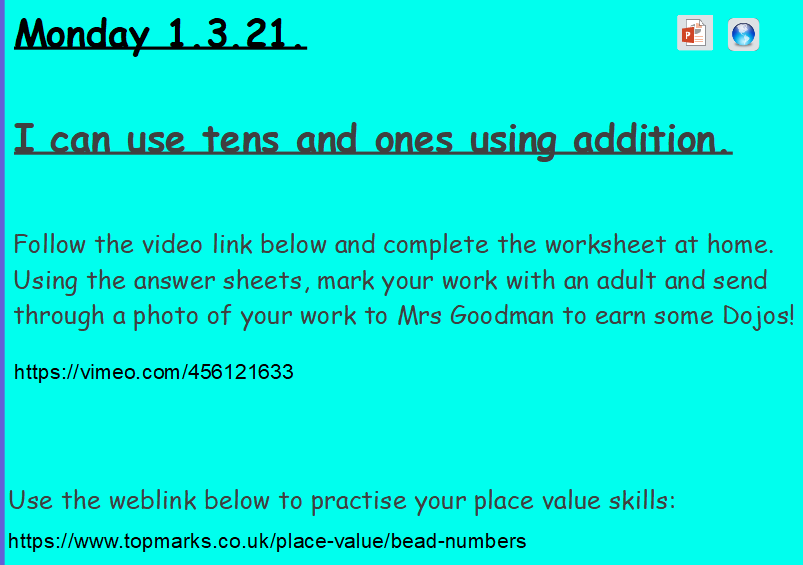 Monday 1.3.21.
I can use tens and ones using addition.
Follow the video link below and complete the worksheet at home.
Using the answer sheets, mark your work with an adult and send
through a photo of your work to Mrs Goodman to earn some Dojos!
https://vimeo.com/456121633
Use the weblink below to practise your place value skills:
https://www.topmarks.co.uk/place-value/bead-numbers